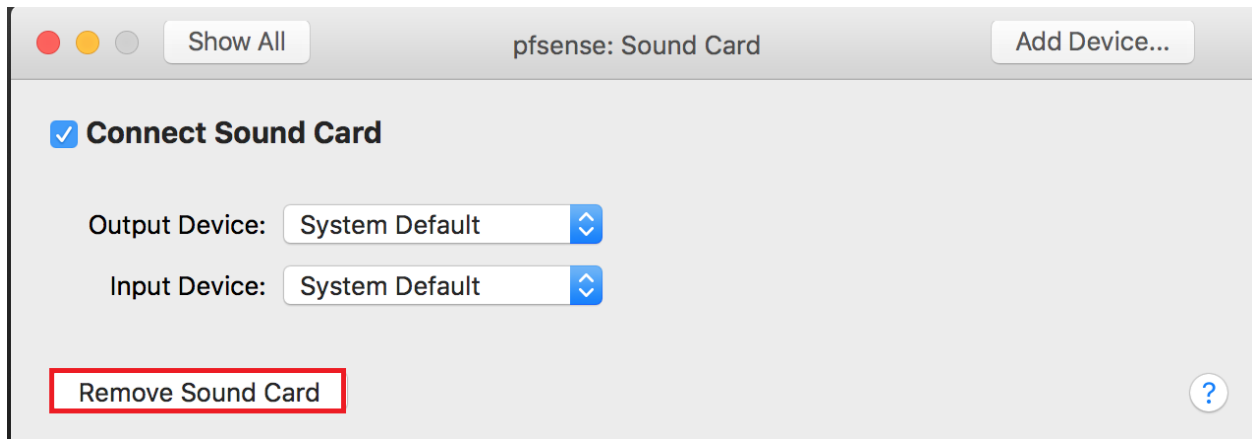 Show All pfsense: Sound Card Add Device...
Connect Sound Card
Output Device: System Default
Input Device: System Default
Remove Sound Card ?